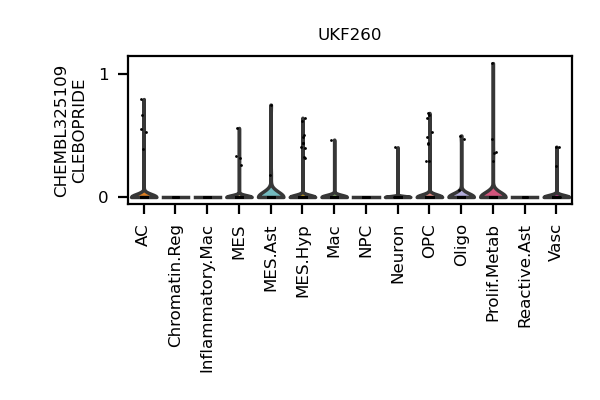 UKF260
CHEMBL325109
CLEBOPRIDE
1
0
AC
Chromatin.Reg
Inflammatory.Mac
MES
MES.Ast
MES.Hyp
Mac
NPC
Neuron
OPC
Oligo
Prolif.Metab
Reactive.Ast
Vasc